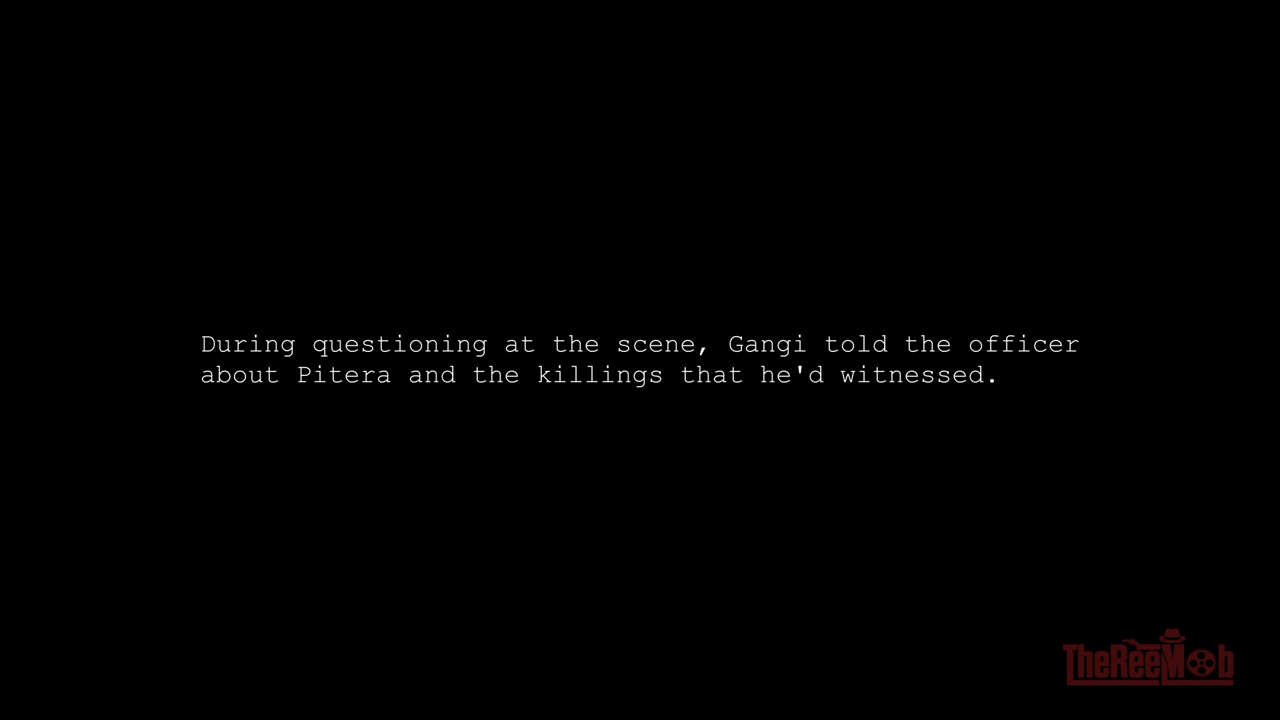 During questioning at the scene, Gangi told the officer
about Pitera and the killings that he'd witnessed.
TheReelMob